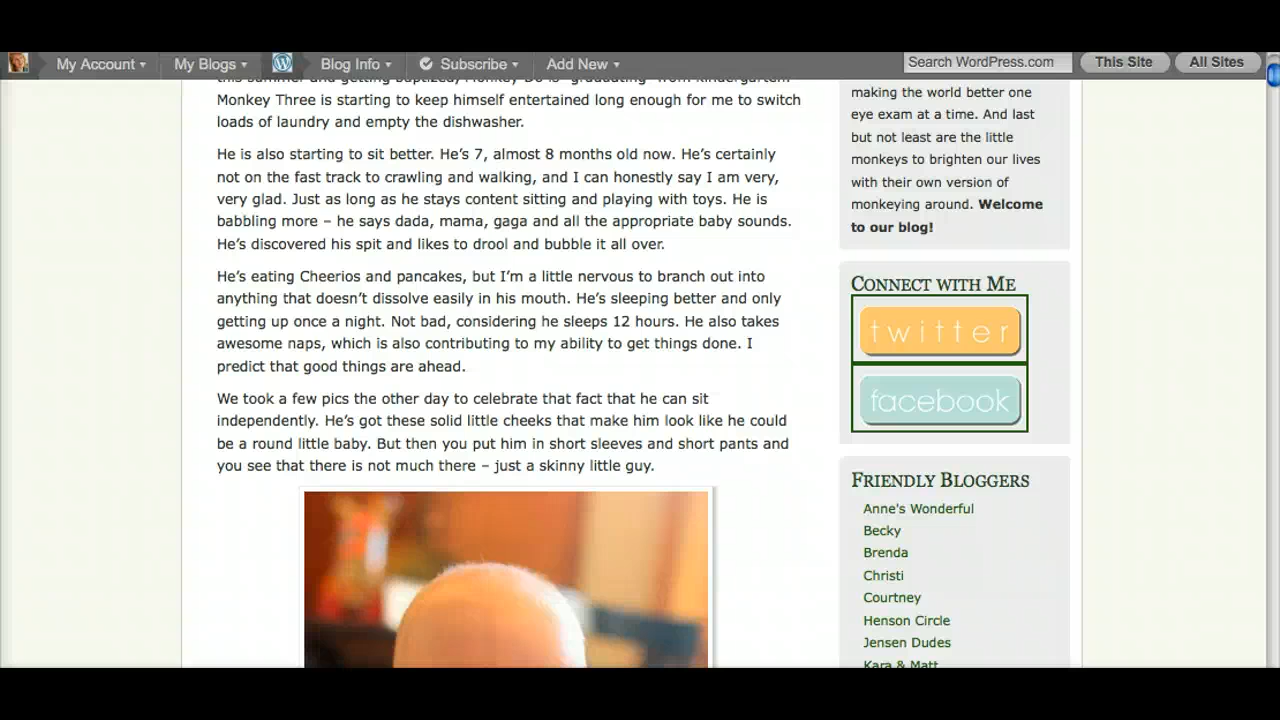 My Account
My Blogs
Blog Info
Subscribe
Add New
Search WordPress.com
This Site
All Sites
this summer and getting baptized, Monkey Do is "graduating" from kindergarten.
Monkey Three is starting to keep himself entertained long enough for me to switch
loads of laundry and empty the dishwasher.
He is also starting to sit better. He's 7, almost 8 months old now. He's certainly
not on the fast track to crawling and walking, and I can honestly say I am very,
very glad. Just as long as he stays content sitting and playing with toys. He is
babbling more – he says dada, mama, gaga and all the appropriate baby sounds.
He's discovered his spit and likes to drool and bubble it all over.
He's eating Cheerios and pancakes, but I'm a little nervous to branch out into
anything that doesn't dissolve easily in his mouth. He's sleeping better and only
getting up once a night. Not bad, considering he sleeps 12 hours. He also takes
awesome naps, which is also contributing to my ability to get things done. I
predict that good things are ahead.
We took a few pics the other day to celebrate that fact that he can sit
independently. He's got these solid little cheeks that make him look like he could
be a round little baby. But then you put him in short sleeves and short pants and
you see that there is not much there – just a skinny little guy.
making the world better one
eye exam at a time. And last
but not least are the little
monkeys to brighten our lives
with their own version of
monkeying around. Welcome
to our blog!
Connect with Me
twitter
facebook
Friendly Bloggers
Anne's Wonderful
Becky
Brenda
Christi
Courtney
Henson Circle
Jensen Dudes
Kara & Matt